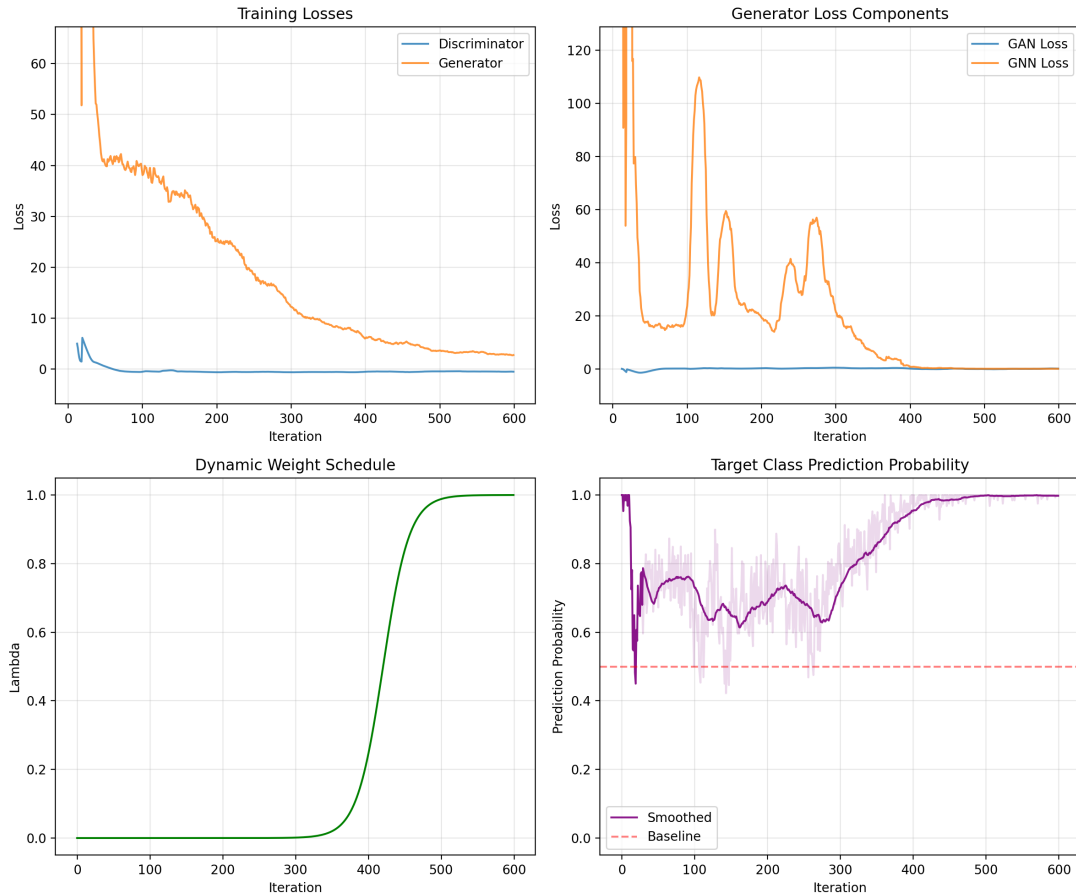 Training Losses
Loss
60
50
40
30
20
10
0
Discriminator
Generator
0 100 200 300 400 500 600
Iteration
Generator Loss Components
Loss
120
100
80
60
40
20
0
GAN Loss
GNN Loss
0 100 200 300 400 500 600
Iteration
Dynamic Weight Schedule
Lambda
1.0
0.8
0.6
0.4
0.2
0.0
0 100 200 300 400 500 600
Iteration
Target Class Prediction Probability
Prediction Probability
1.0
0.8
0.6
0.4
0.2
0.0
Smoothed
Baseline
0 100 200 300 400 500 600
Iteration